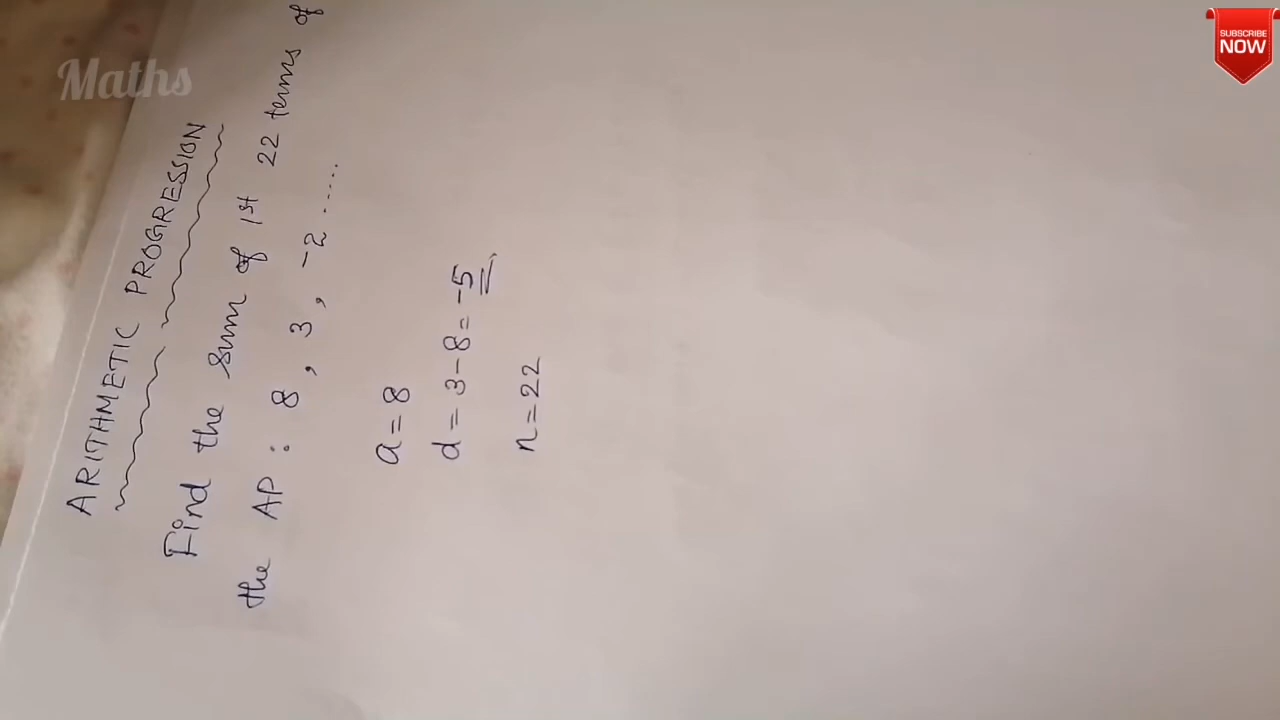 Maths
SUBSCRIBE
NOW
ARITHMETIC PROGRESSION
Find the sum of 1st 22 terms of
the AP : 8 , 3 , -2 .....
a = 8
d = 3 - 8 = -5
n = 22